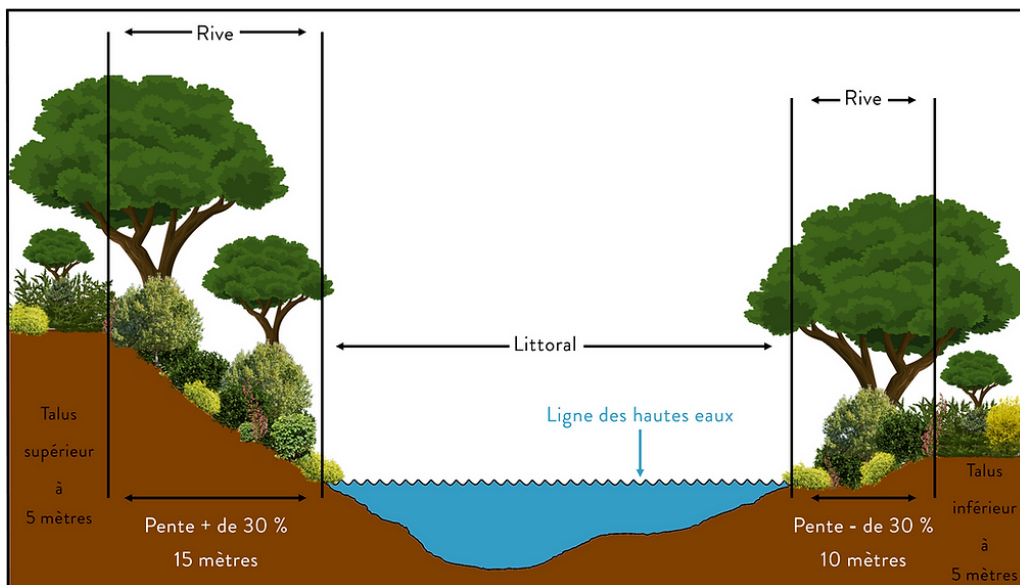 Rive
Rive
Littoral
Ligne des hautes eaux
Talus
supérieur
à
5 mètres
Pente + de 30 %
15 mètres
Pente - de 30 %
10 mètres
Talus
inférieur
à
5 mètres